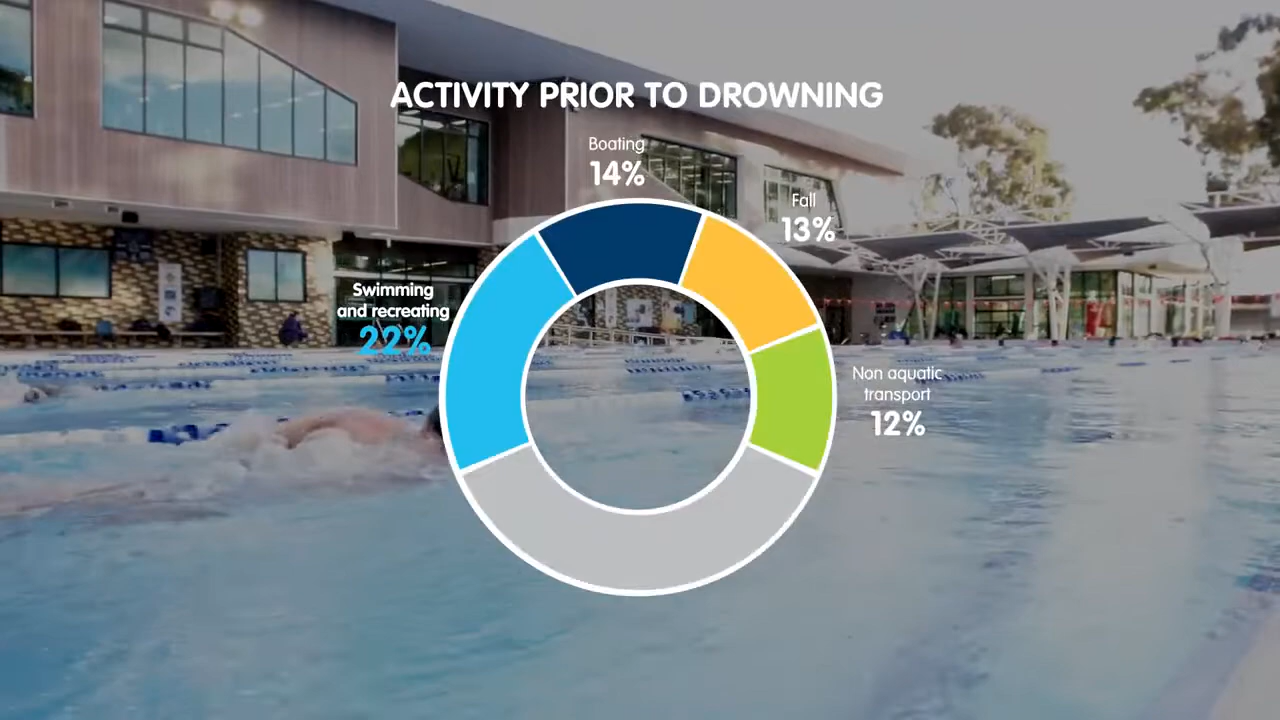 ACTIVITY PRIOR TO DROWNING
Boating
14%
Fall
13%
Swimming
and recreating
22%
Non aquatic
transport
12%